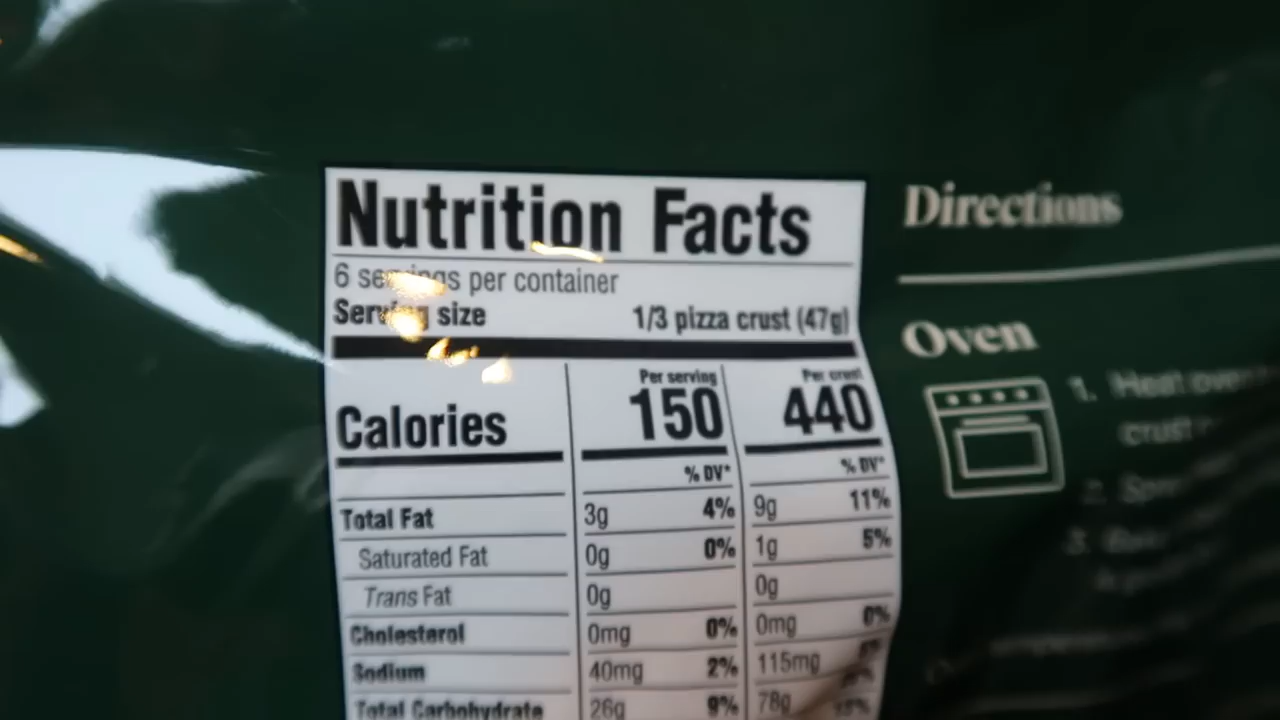 Nutrition Facts
6 servings per container
Serving size 1/3 pizza crust (47g)
Per serving Per crust
Calories 150 440
% DV* % DV*
Total Fat 3g 4% 9g 11%
Saturated Fat 0g 0% 1g 5%
Trans Fat 0g 0g
Cholesterol 0mg 0% 0mg 0%
Sodium 40mg 2% 115mg
Total Carbohydrate 26g 9% 78g
Directions
Oven
1. Heat oven
crust
2.
3.